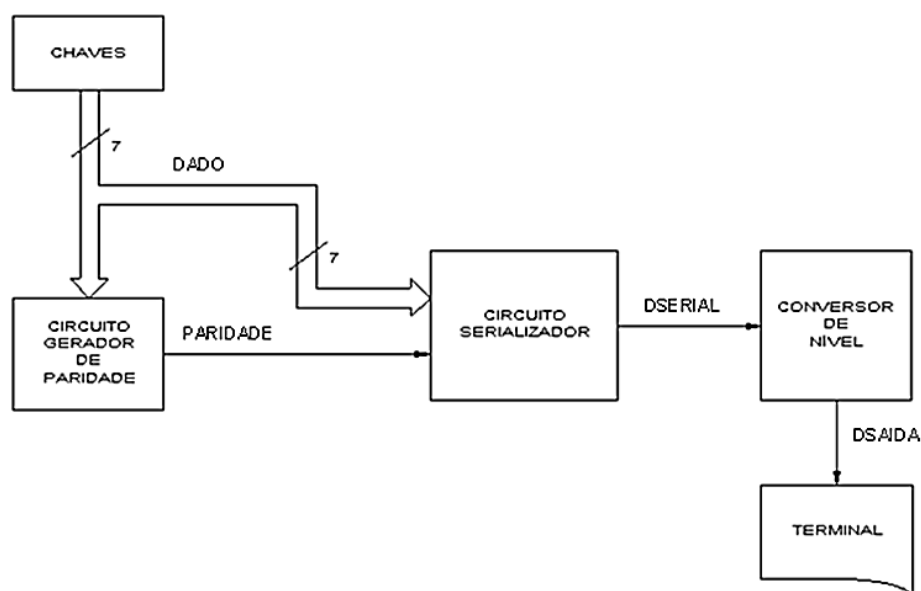 CHAVES
7
DADO
7
CIRCUITO
GERADOR
DE
PARIDADE
PARIDADE
CIRCUITO
SERIALIZADOR
DSERIAL
CONVERSOR
DE
NÍVEL
DSAIDA
TERMINAL